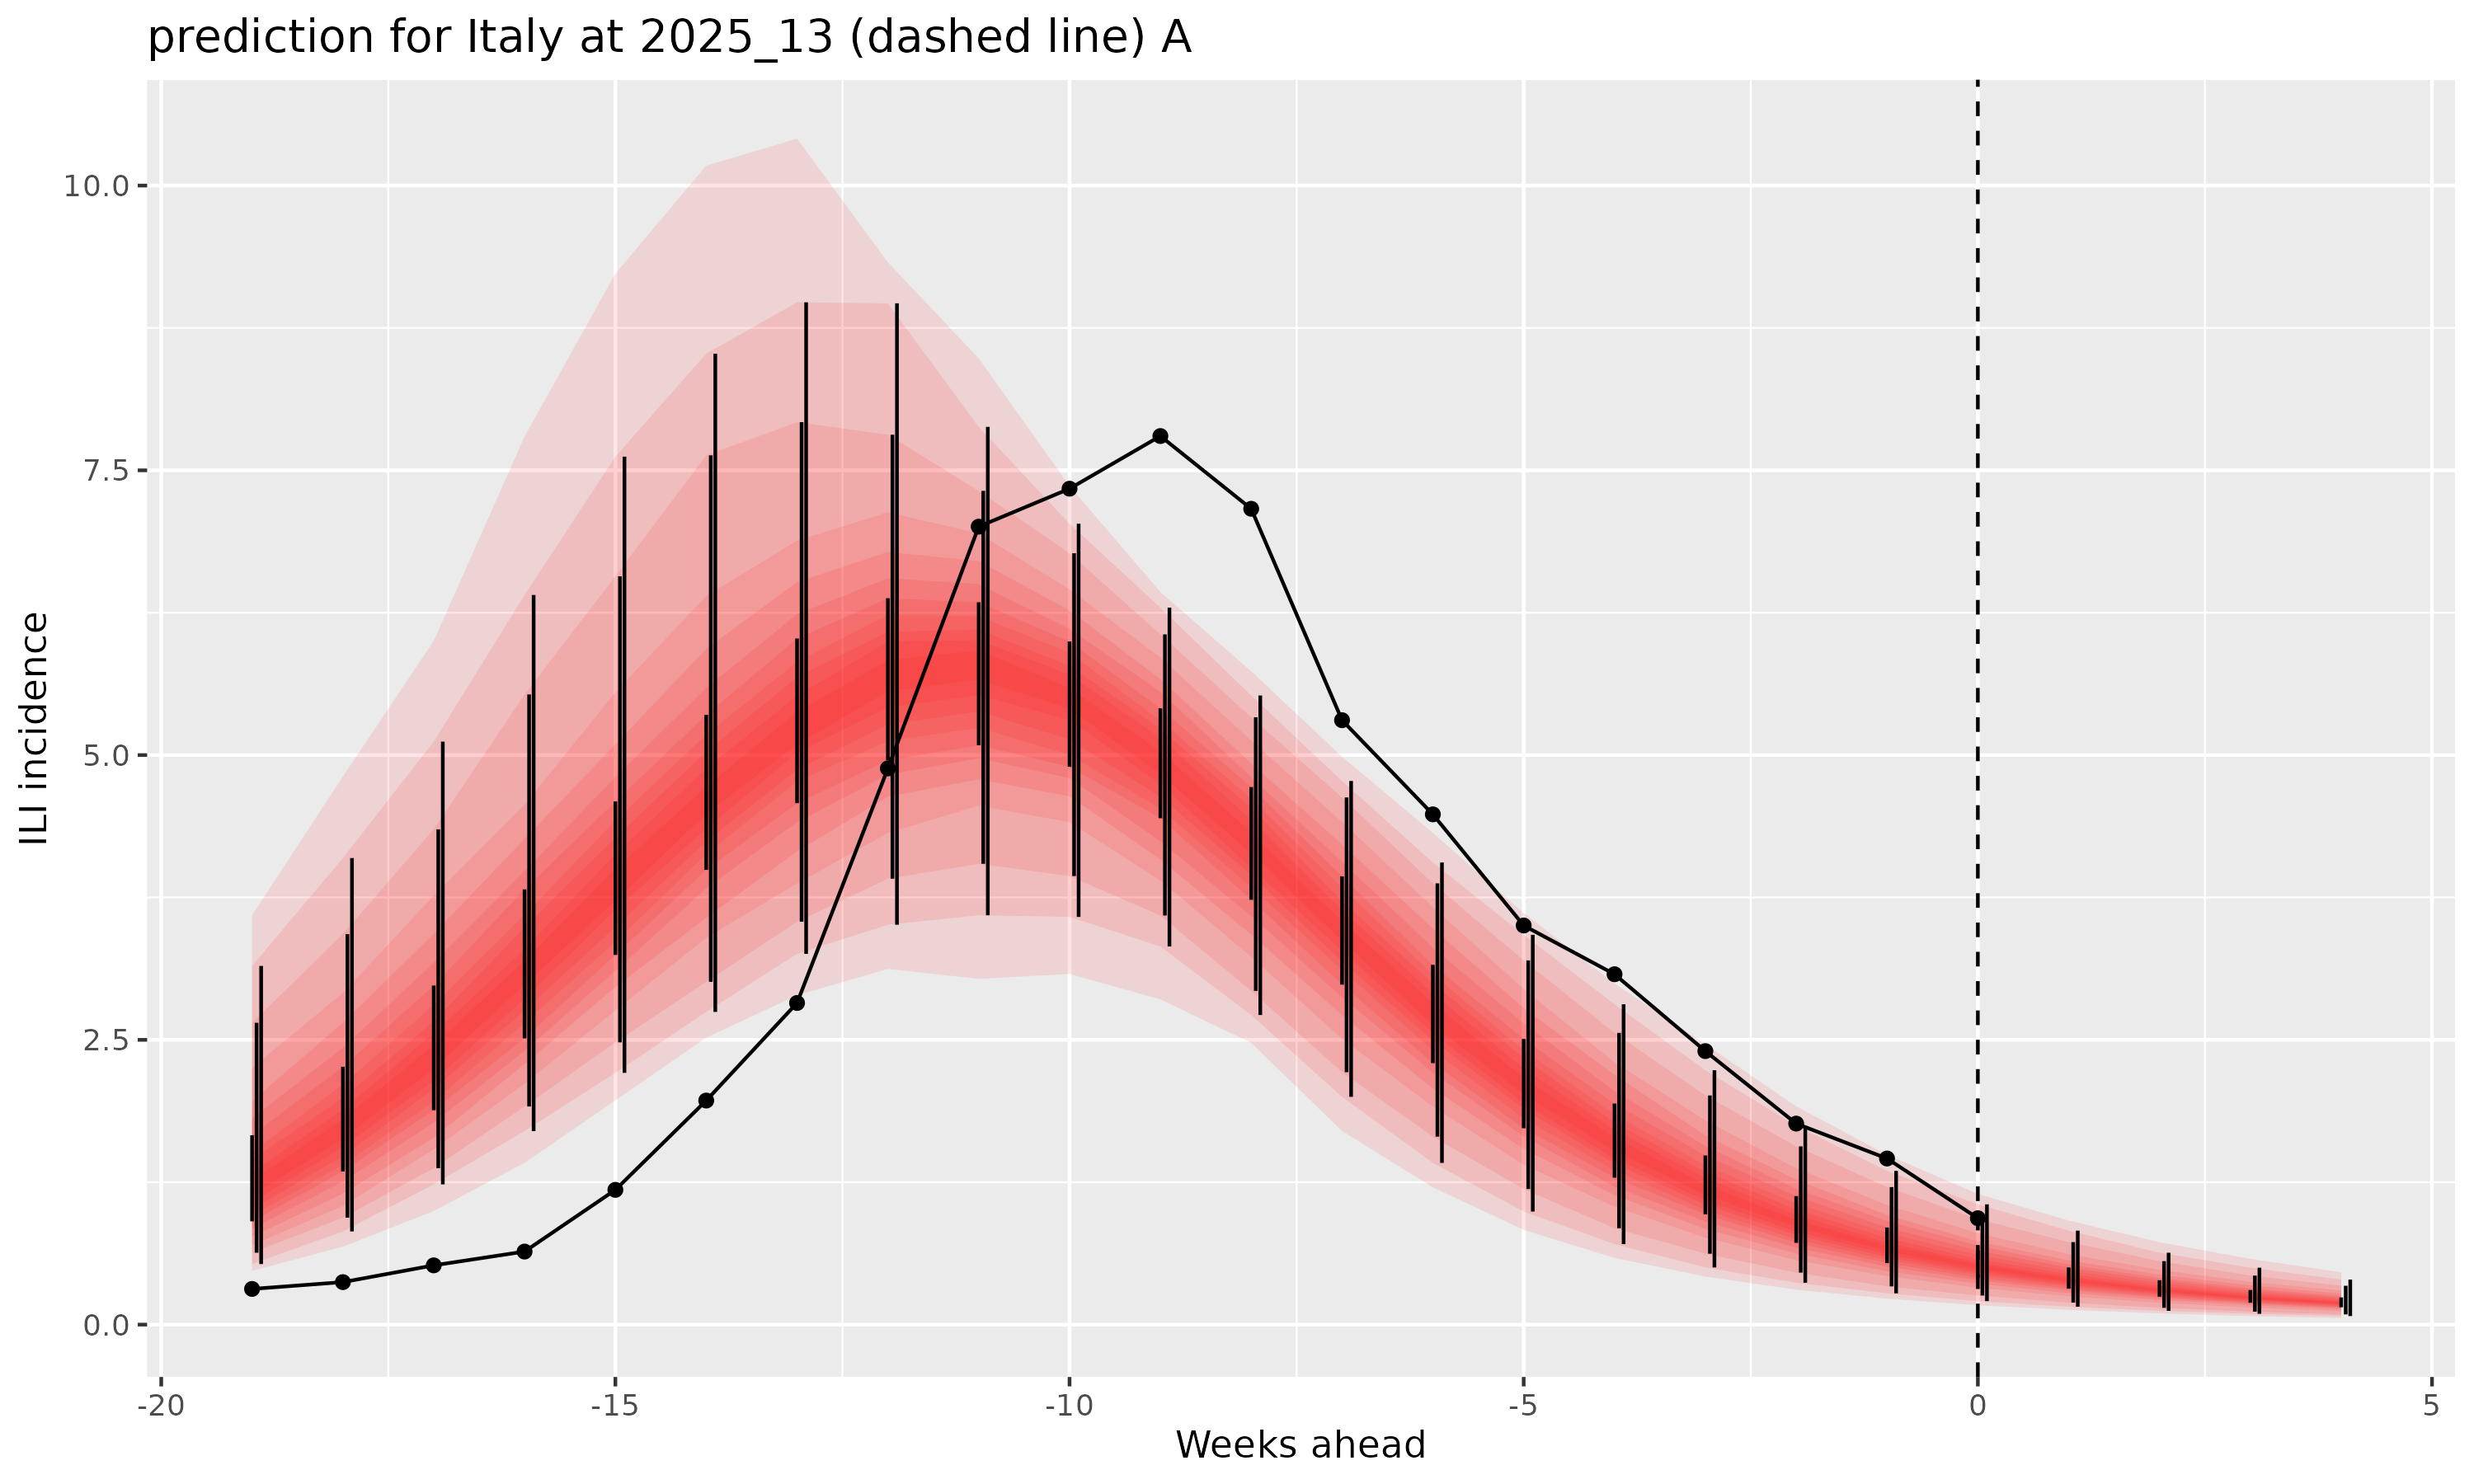 prediction for Italy at 2025_13 (dashed line) A
ILI incidence
10.0
7.5
5.0
2.5
0.0
-20 -15 -10 -5 0 5
Weeks ahead